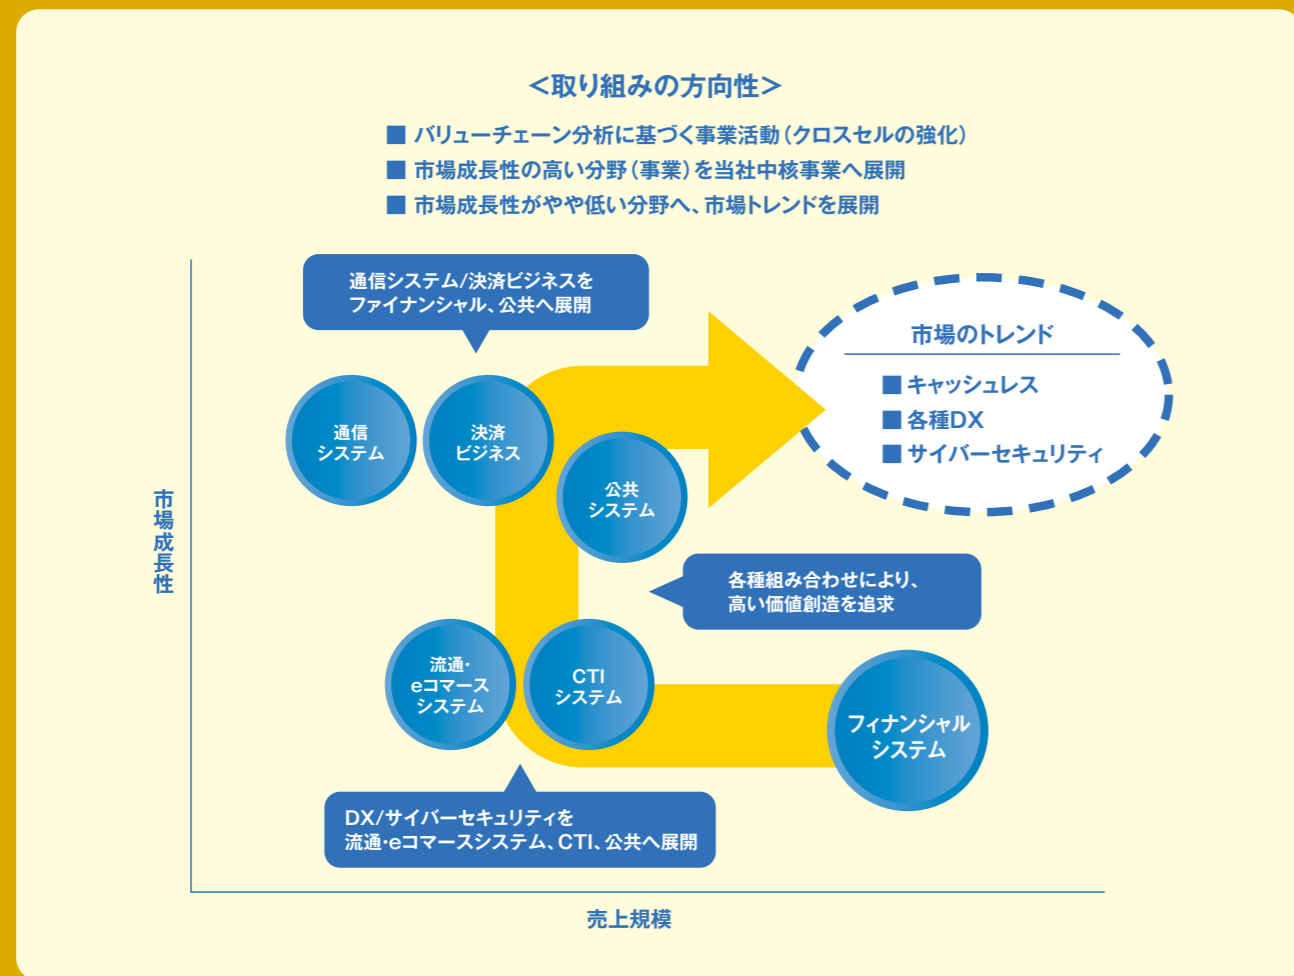 ＜取り組みの方向性＞
■ バリューチェーン分析に基づく事業活動（クロスセルの強化）
■ 市場成長性の高い分野（事業）を当社中核事業へ展開
■ 市場成長性がやや低い分野へ、市場トレンドを展開
通信システム/決済ビジネスを
ファイナンシャル、公共へ展開
市場のトレンド
■ キャッシュレス
■ 各種DX
■ サイバーセキュリティ
通信
システム
決済
ビジネス
公共
システム
市場成長性
各種組み合わせにより、
高い価値創造を追求
流通・
eコマース
システム
CTI
システム
フィナンシャル
システム
DX/サイバーセキュリティを
流通・eコマースシステム、CTI、公共へ展開
売上規模